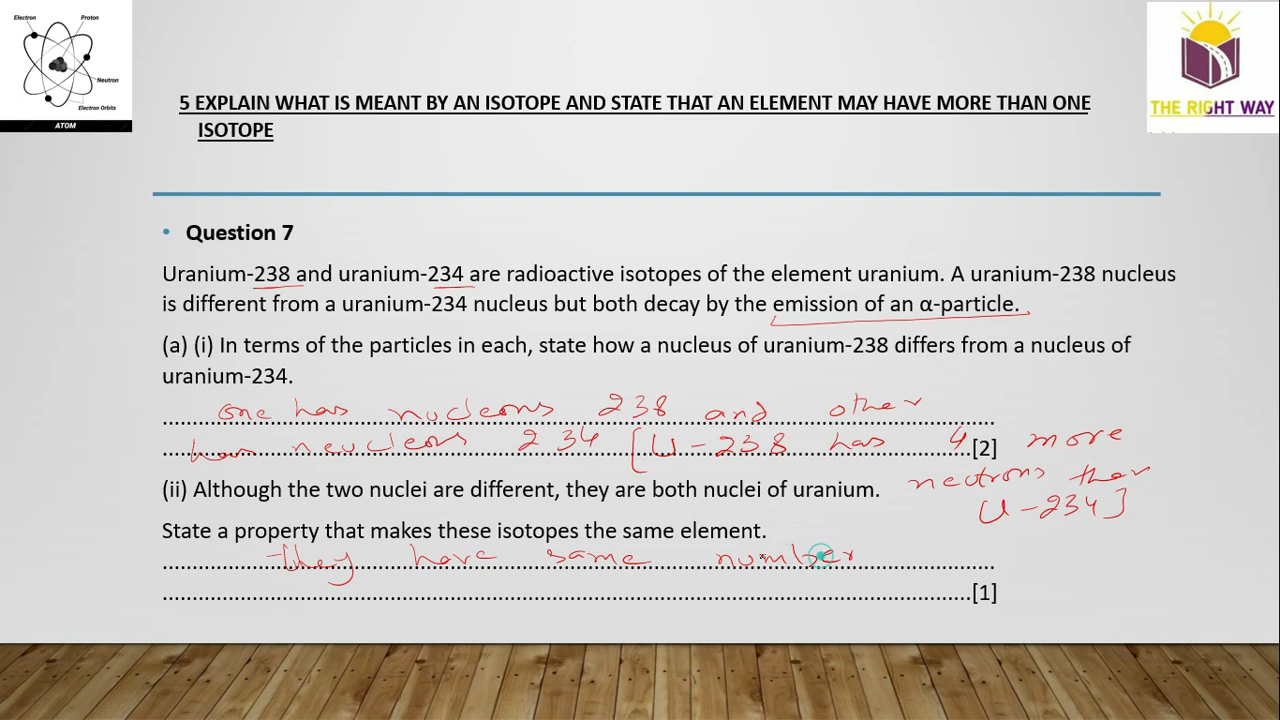 Electron
Proton
Neutron
Electron Orbits
ATOM
THE RIGHT WAY
5 EXPLAIN WHAT IS MEANT BY AN ISOTOPE AND STATE THAT AN ELEMENT MAY HAVE MORE THAN ONE
ISOTOPE
• Question 7
Uranium-238 and uranium-234 are radioactive isotopes of the element uranium. A uranium-238 nucleus
is different from a uranium-234 nucleus but both decay by the emission of an α-particle.
(a) (i) In terms of the particles in each, state how a nucleus of uranium-238 differs from a nucleus of
uranium-234.
one has nucleons 238 and other
has neucleons 234 [U-238 has 4 [2] more
neutrons than
U-234]
(ii) Although the two nuclei are different, they are both nuclei of uranium.
State a property that makes these isotopes the same element.
they have same number
[1]